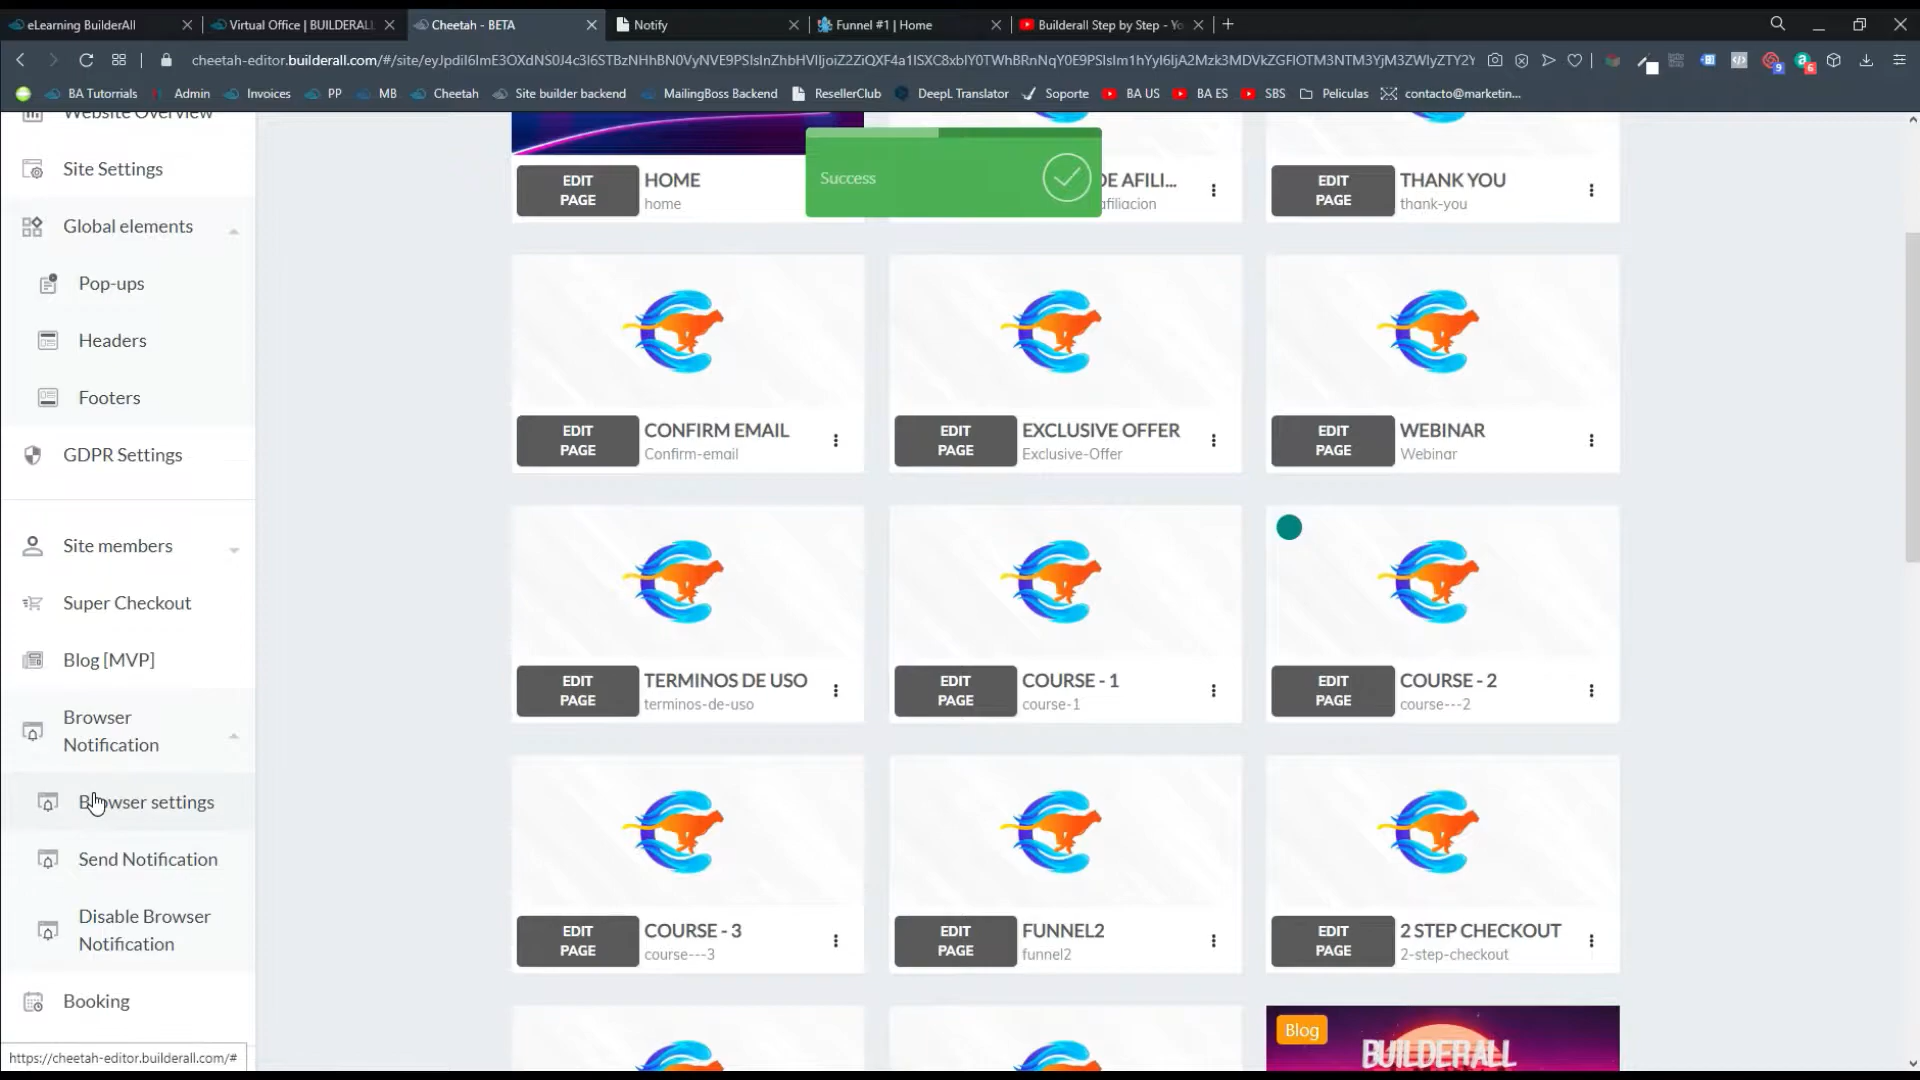 eLearning BuilderAll
Virtual Office | BUILDERALL
Cheetah - BETA
Notify
Funnel #1 | Home
Builderall Step by Step - Yo
BA Tutorrials
Admin
Invoices
PP
MB
Cheetah
Site builder backend
MailingBoss Backend
ResellerClub
DeepL Translator
Soporte
BA US
BA ES
SBS
Peliculas
contacto@marketin...
Website Overview
Site Settings
Global elements
Pop-ups
Headers
Footers
GDPR Settings
Site members
Super Checkout
Blog [MVP]
Browser
Notification
Browser settings
Send Notification
Disable Browser
Notification
Booking
https://cheetah-editor.builderall.com/#
Success
EDIT
PAGE
HOME
home
DE AFILI...
afiliacion
EDIT
PAGE
THANK YOU
thank-you
EDIT
PAGE
CONFIRM EMAIL
Confirm-email
EDIT
PAGE
EXCLUSIVE OFFER
Exclusive-Offer
EDIT
PAGE
WEBINAR
Webinar
EDIT
PAGE
TERMINOS DE USO
terminos-de-uso
EDIT
PAGE
COURSE - 1
course-1
EDIT
PAGE
COURSE - 2
course---2
EDIT
PAGE
COURSE - 3
course---3
EDIT
PAGE
FUNNEL2
funnel2
EDIT
PAGE
2 STEP CHECKOUT
2-step-checkout
Blog
BUILDERALL